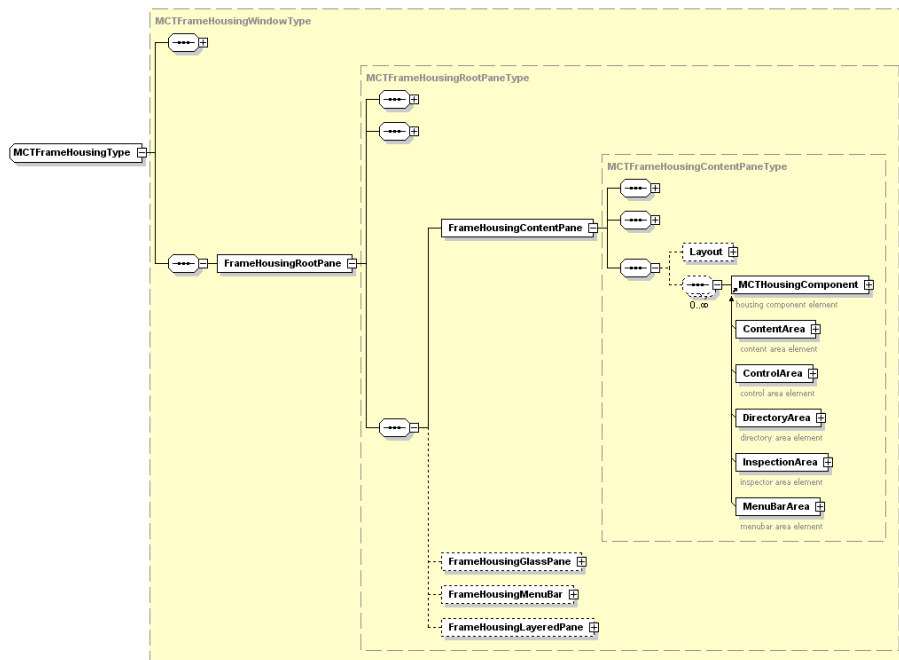 MCTFrameHousingWindowType
MCTFrameHousingRootPaneType
MCTFrameHousingType
MCTFrameHousingContentPaneType
FrameHousingContentPane
Layout
FrameHousingRootPane
MCTHousingComponent
0..∞
housing component element
ContentArea
content area element
ControlArea
control area element
DirectoryArea
directory area element
InspectionArea
inspector area element
MenuBarArea
menubar area element
FrameHousingGlassPane
FrameHousingMenuBar
FrameHousingLayeredPane